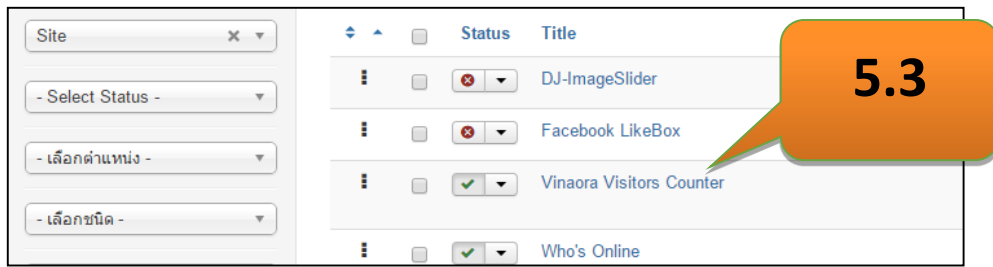 Site
- Select Status -
- เลือกตำแหน่ง -
- เลือกชนิด -
Status Title
DJ-ImageSlider
Facebook LikeBox
Vinaora Visitors Counter
Who's Online
5.3